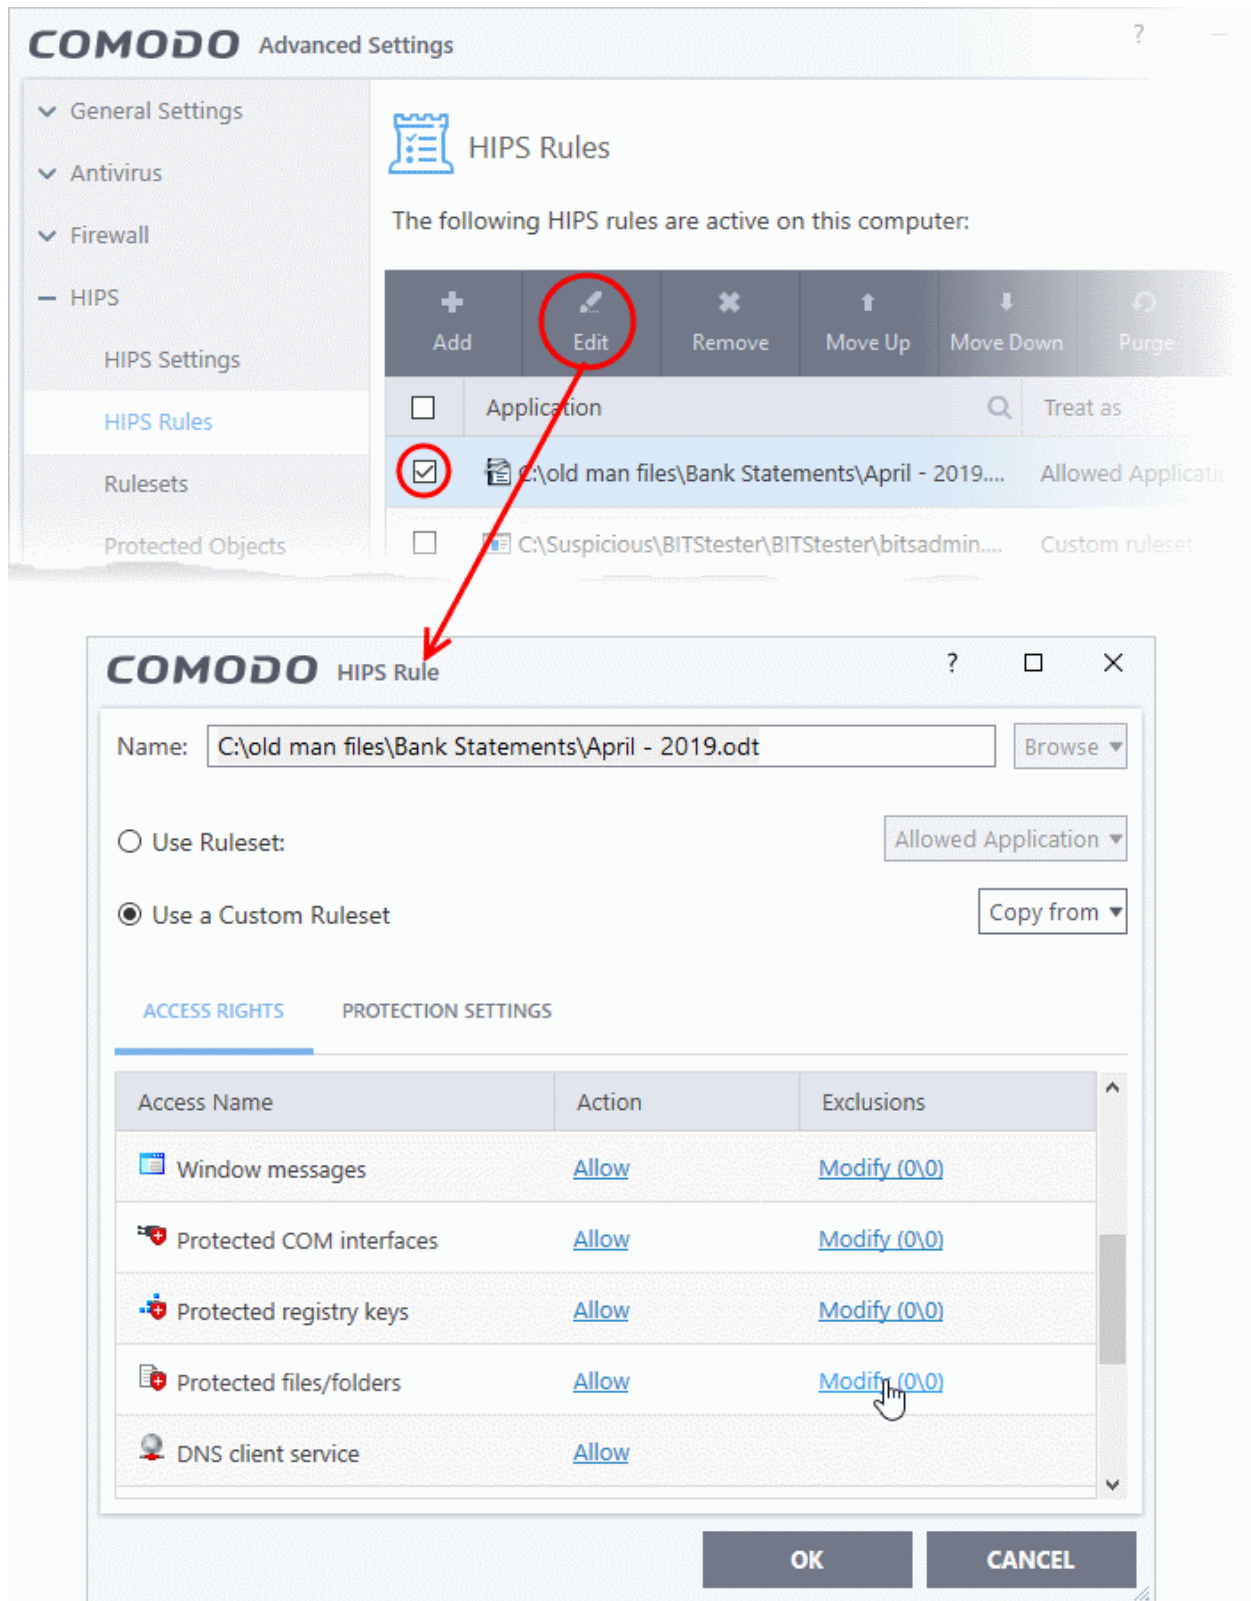 COMODO Advanced Settings ?
General Settings
Antivirus
Firewall
HIPS
HIPS Settings
HIPS Rules
Rulesets
Protected Objects
HIPS Rules
The following HIPS rules are active on this computer:
Add Edit Remove Move Up Move Down Purge
Application Treat as
C:\old man files\Bank Statements\April - 2019.... Allowed Applicatio
C:\Suspicious\BITStester\BITStester\bitsadmin.... Custom ruleset
COMODO HIPS Rule ?
Name: C:\old man files\Bank Statements\April - 2019.odt Browse
Use Ruleset: Allowed Application
Use a Custom Ruleset Copy from
ACCESS RIGHTS PROTECTION SETTINGS
Access Name Action Exclusions
Window messages Allow Modify (0\0)
Protected COM interfaces Allow Modify (0\0)
Protected registry keys Allow Modify (0\0)
Protected files/folders Allow Modify (0\0)
DNS client service Allow
OK CANCEL